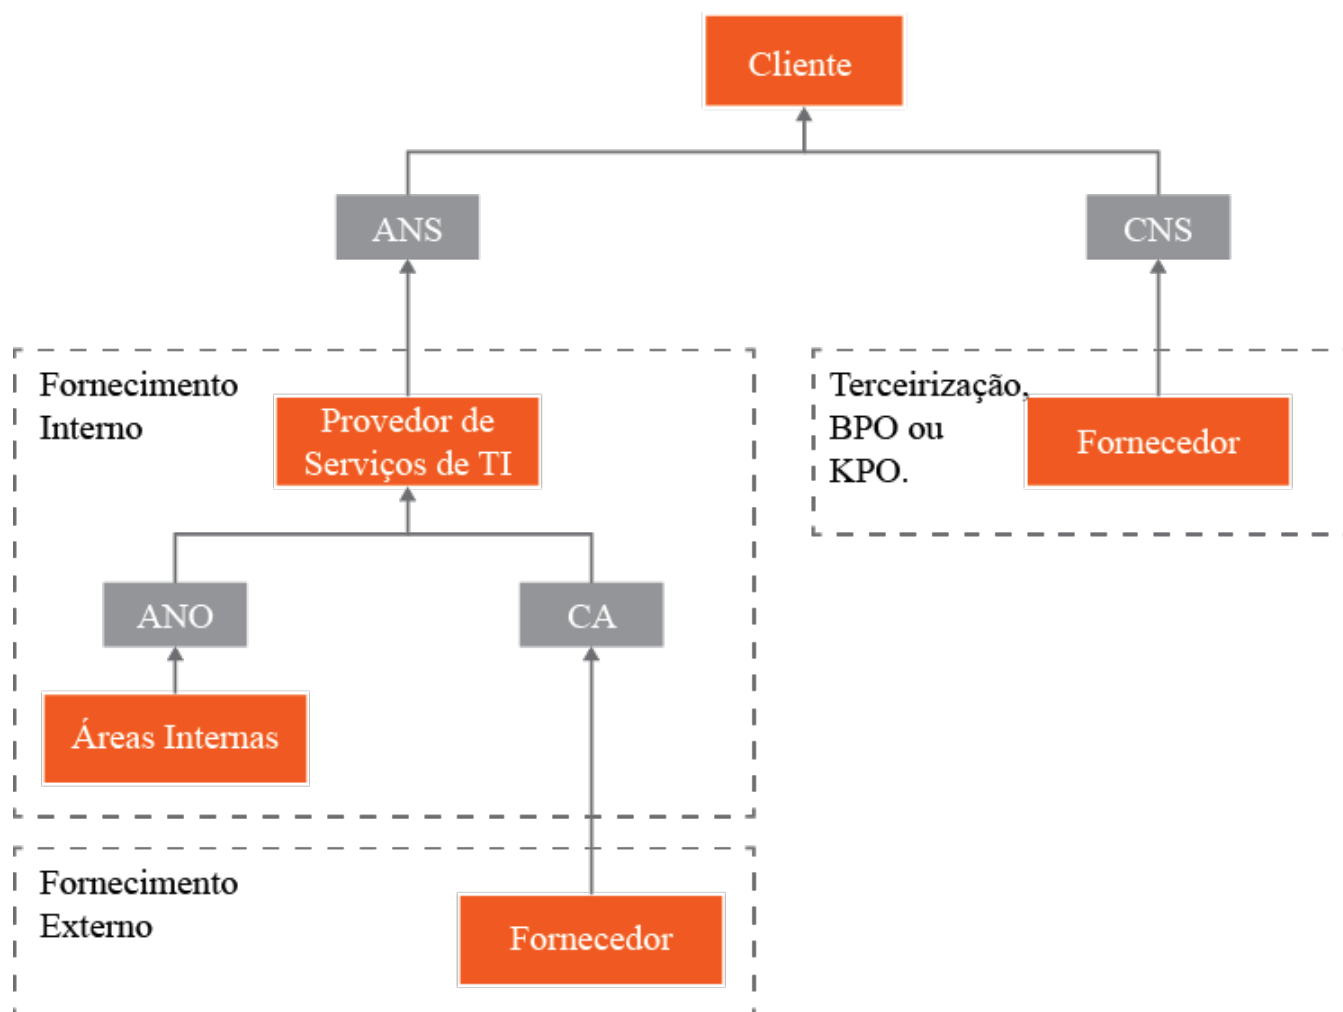 Cliente
ANS
CNS
Fornecimento
Interno
Provedor de
Serviços de TI
Terceirização,
BPO ou
KPO.
Fornecedor
ANO
CA
Áreas Internas
Fornecimento
Externo
Fornecedor